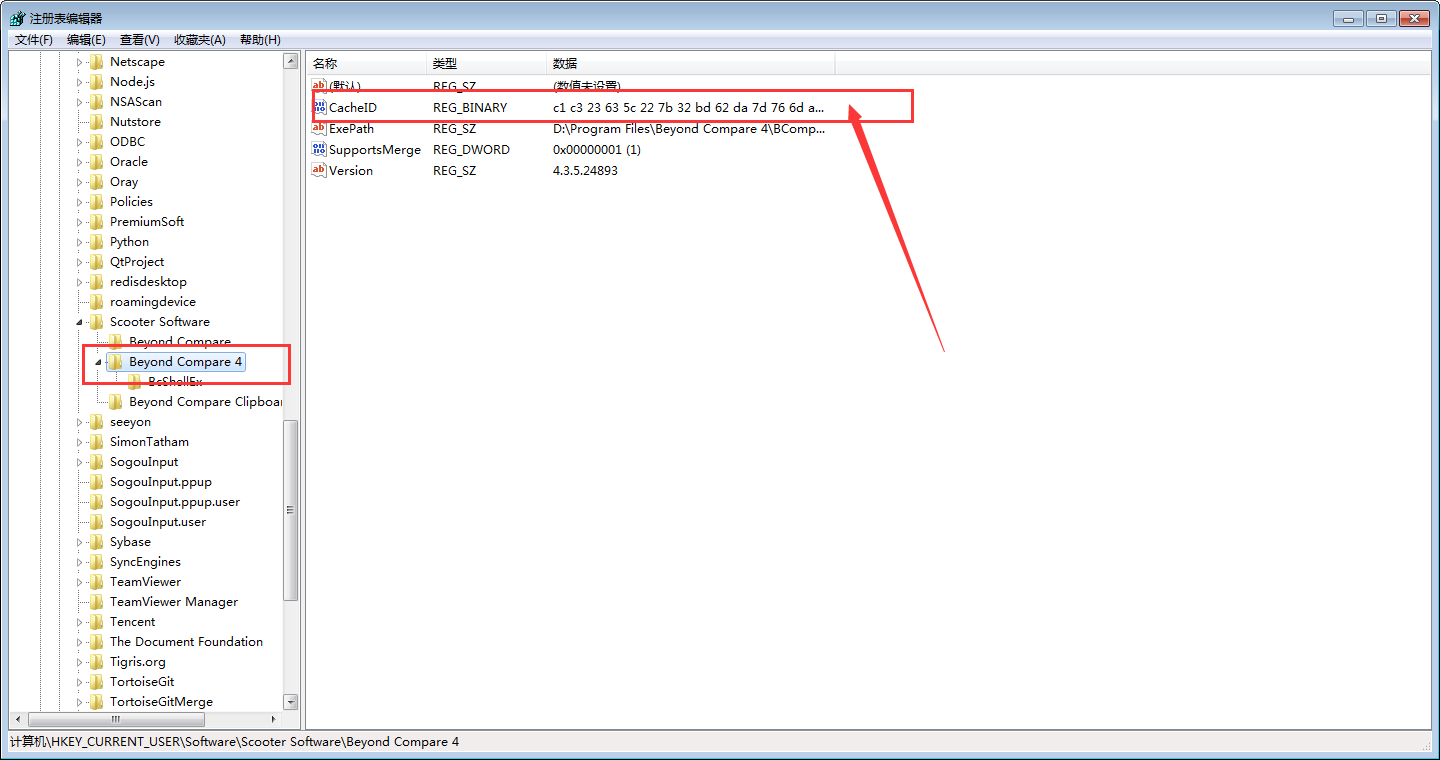 注册表编辑器
文件(F) 编辑(E) 查看(V) 收藏夹(A) 帮助(H)
Netscape
Node.js
NSAScan
Nutstore
ODBC
Oracle
Oray
Policies
PremiumSoft
Python
QtProject
redisdesktop
roamingdevice
Scooter Software
Beyond Compare
Beyond Compare 4
BcShellEx
Beyond Compare Clipboar
seeyon
SimonTatham
SogouInput
SogouInput.ppup
SogouInput.ppup.user
SogouInput.user
Sybase
SyncEngines
TeamViewer
TeamViewer Manager
Tencent
The Document Foundation
Tigris.org
TortoiseGit
TortoiseGitMerge
名称 类型 数据
(默认) REG_SZ (数值未设置)
CacheID REG_BINARY c1 c3 23 63 5c 22 7b 32 bd 62 da 7d 76 6d a...
ExePath REG_SZ D:\Program Files\Beyond Compare 4\BComp...
SupportsMerge REG_DWORD 0x00000001 (1)
Version REG_SZ 4.3.5.24893
计算机\HKEY_CURRENT_USER\Software\Scooter Software\Beyond Compare 4